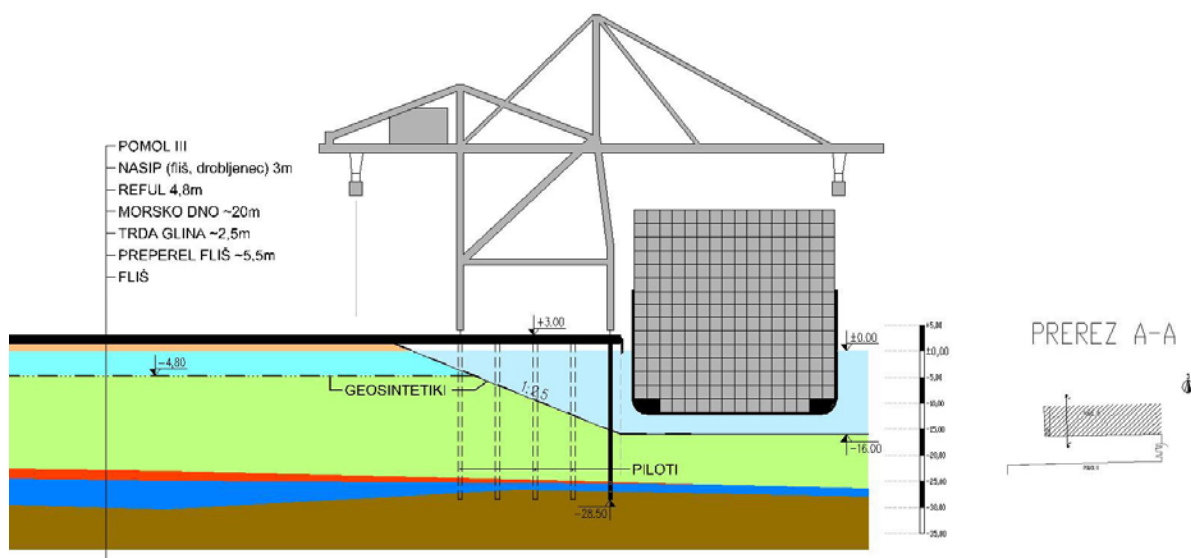 POMOL III
NASIP (fliš, drobljenec) 3m
REFUL 4,8m
MORSKO DNO ~20m
TRDA GLINA ~2,5m
PREPEREL FLIŠ ~5,5m
FLIŠ
+3.00
-4,80
GEOSINTETIKI
1:2.5
PILOTI
-28.50
±0.00
-16.00
+5,00
±0,00
-5,00
-10,00
-15,00
-20,00
-25,00
-30,00
-35,00
PREREZ A-A